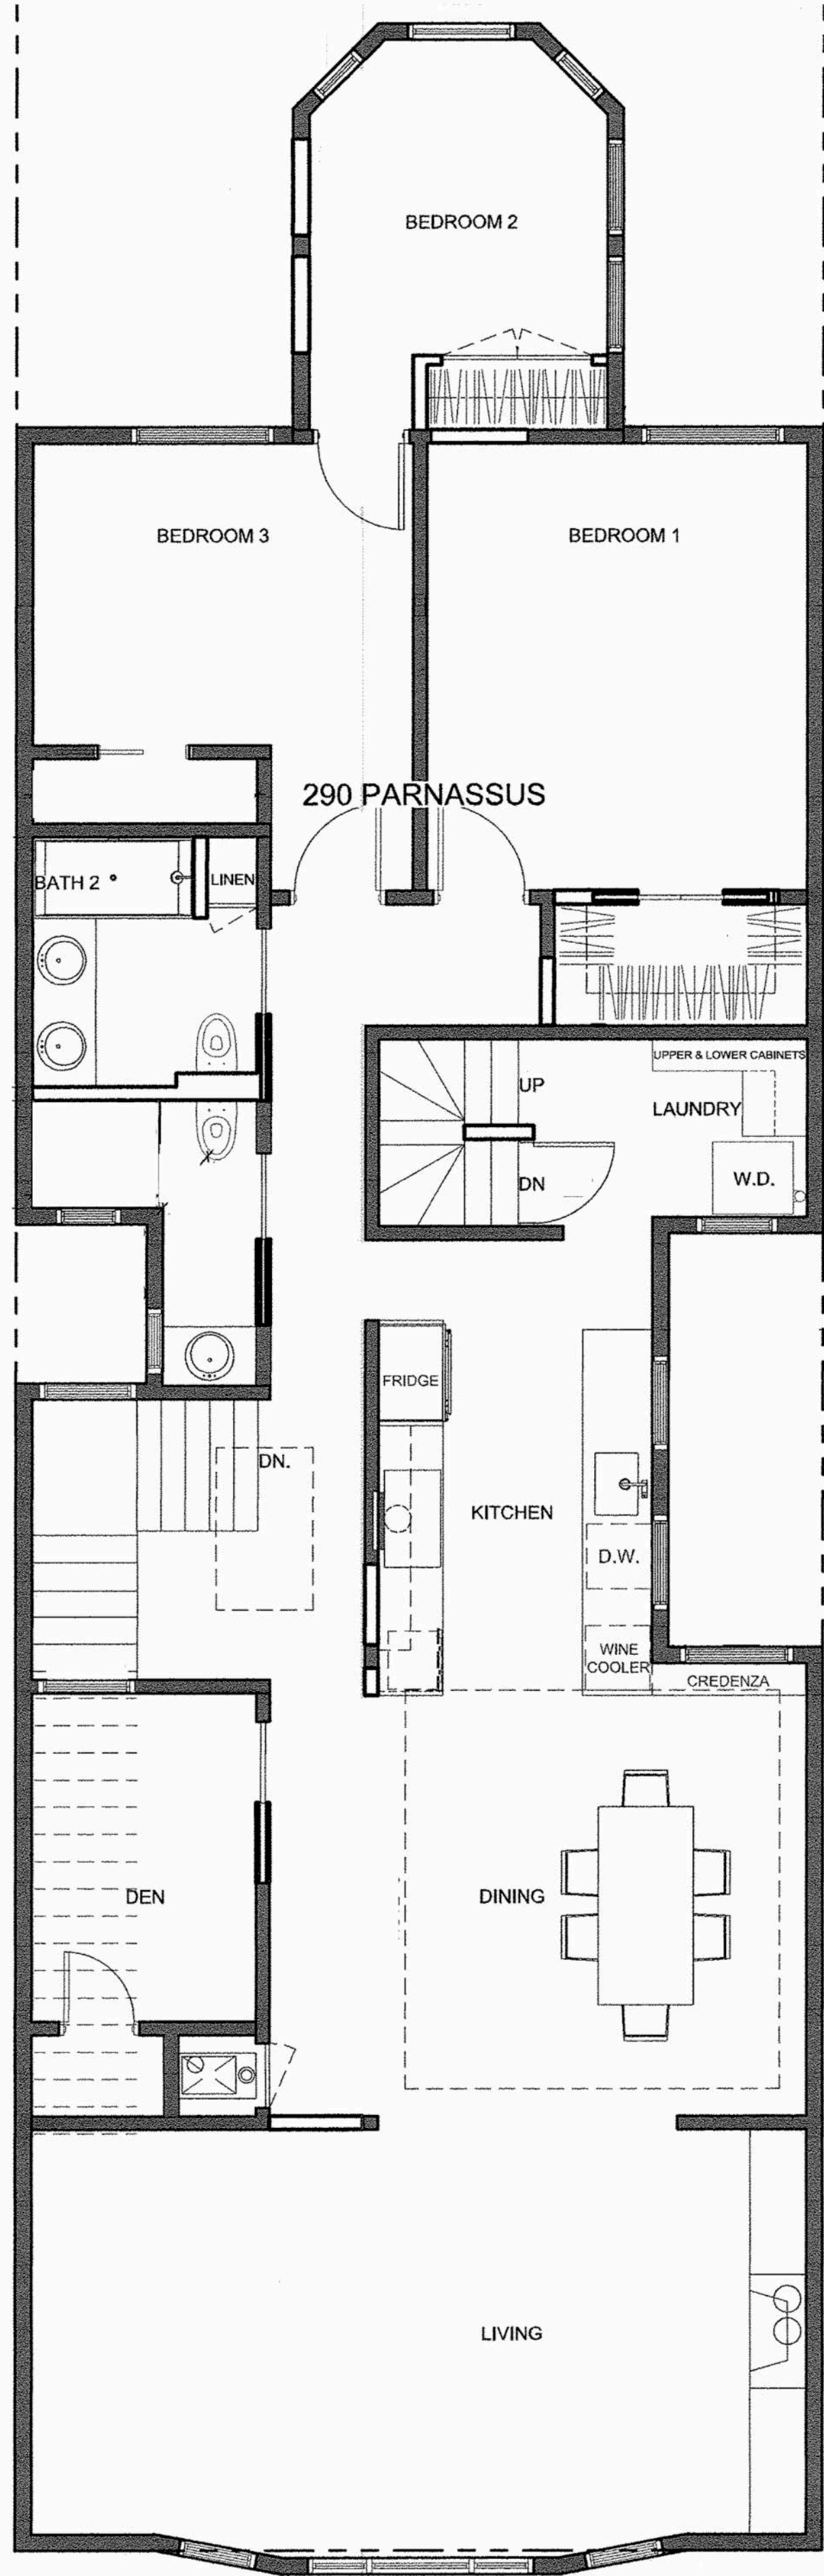 BEDROOM 2
BEDROOM 3
BEDROOM 1
290 PARNASSUS
BATH 2
LINEN
UPPER & LOWER CABINETS
UP
LAUNDRY
DN
W.D.
FRIDGE
DN.
KITCHEN
D.W.
WINE
COOLER
CREDENZA
DEN
DINING
LIVING